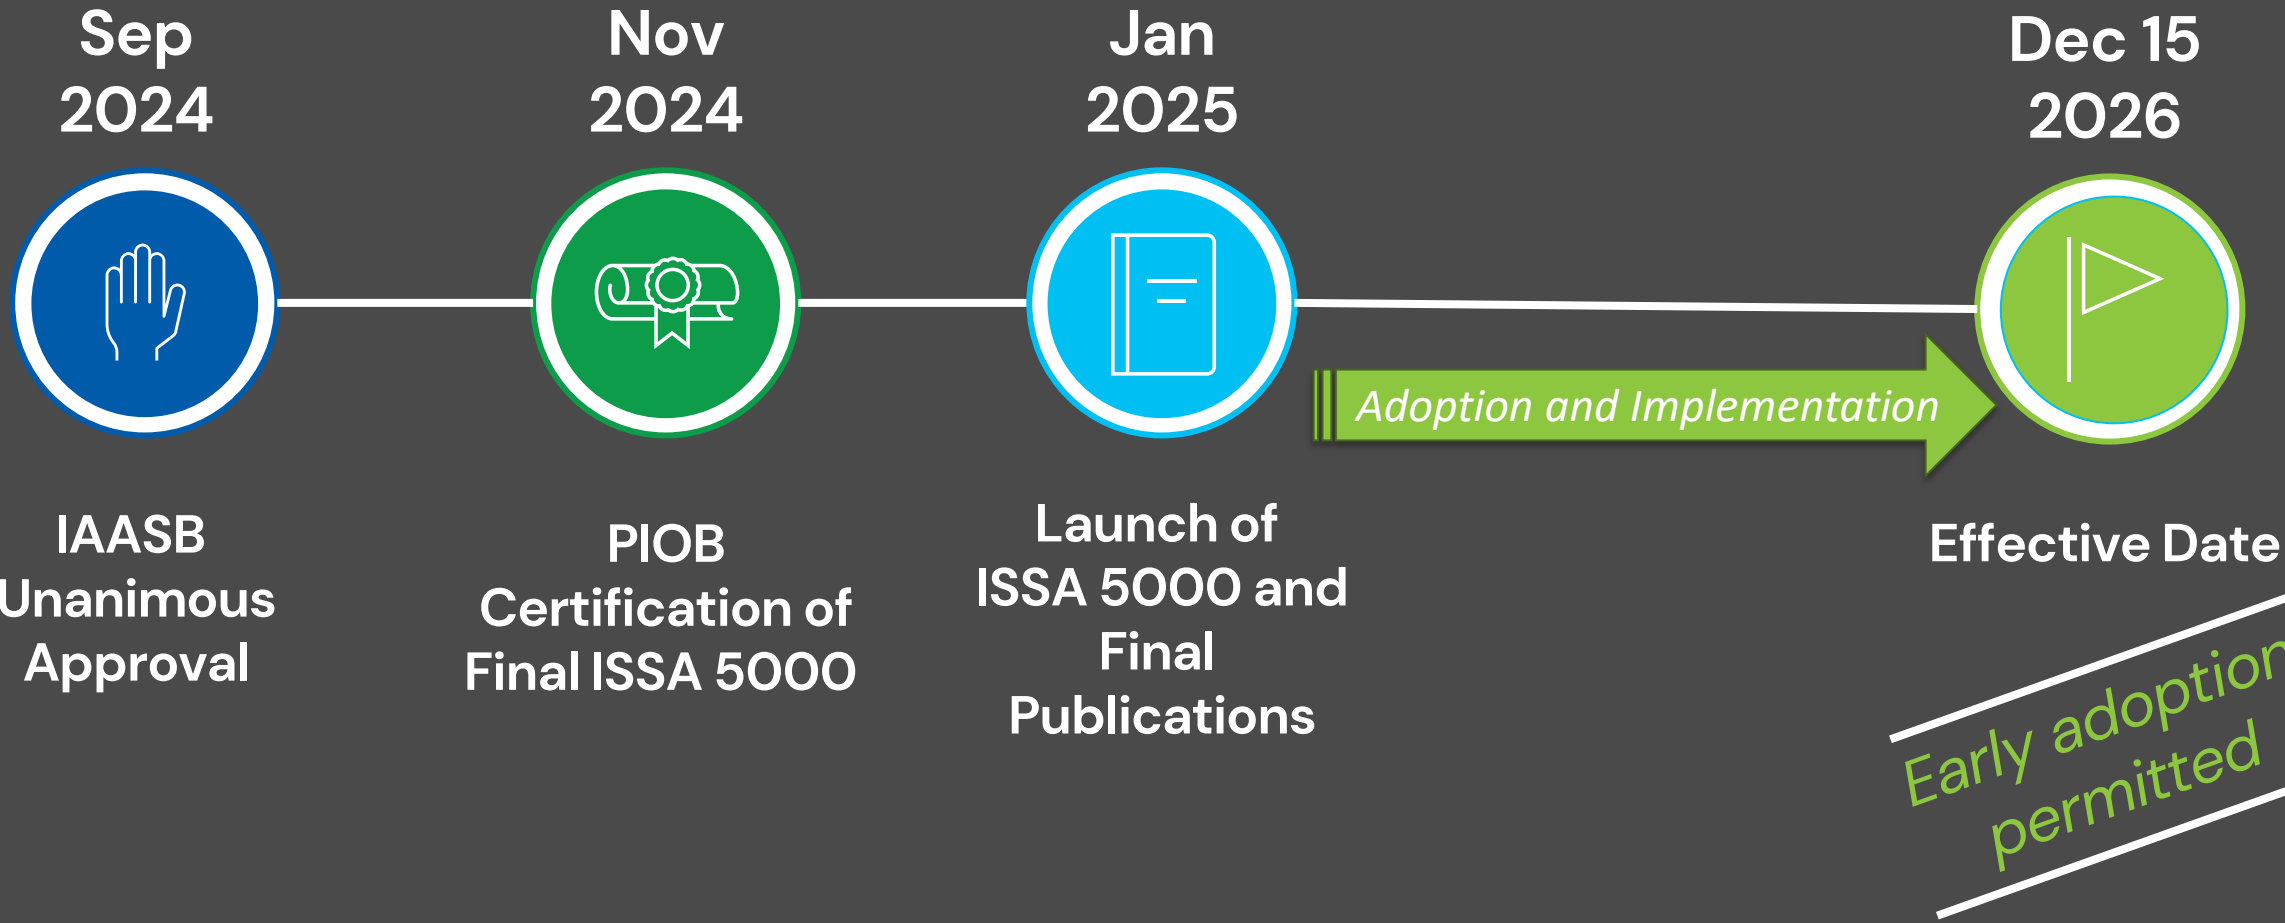 Sep
2024
IAASB
Unanimous
Approval
Nov
2024
PIOB
Certification of
Final ISSA 5000
Jan
2025
Launch of
ISSA 5000 and
Final
Publications
Adoption and Implementation
Dec 15
2026
Effective Date
Early adoption
permitted